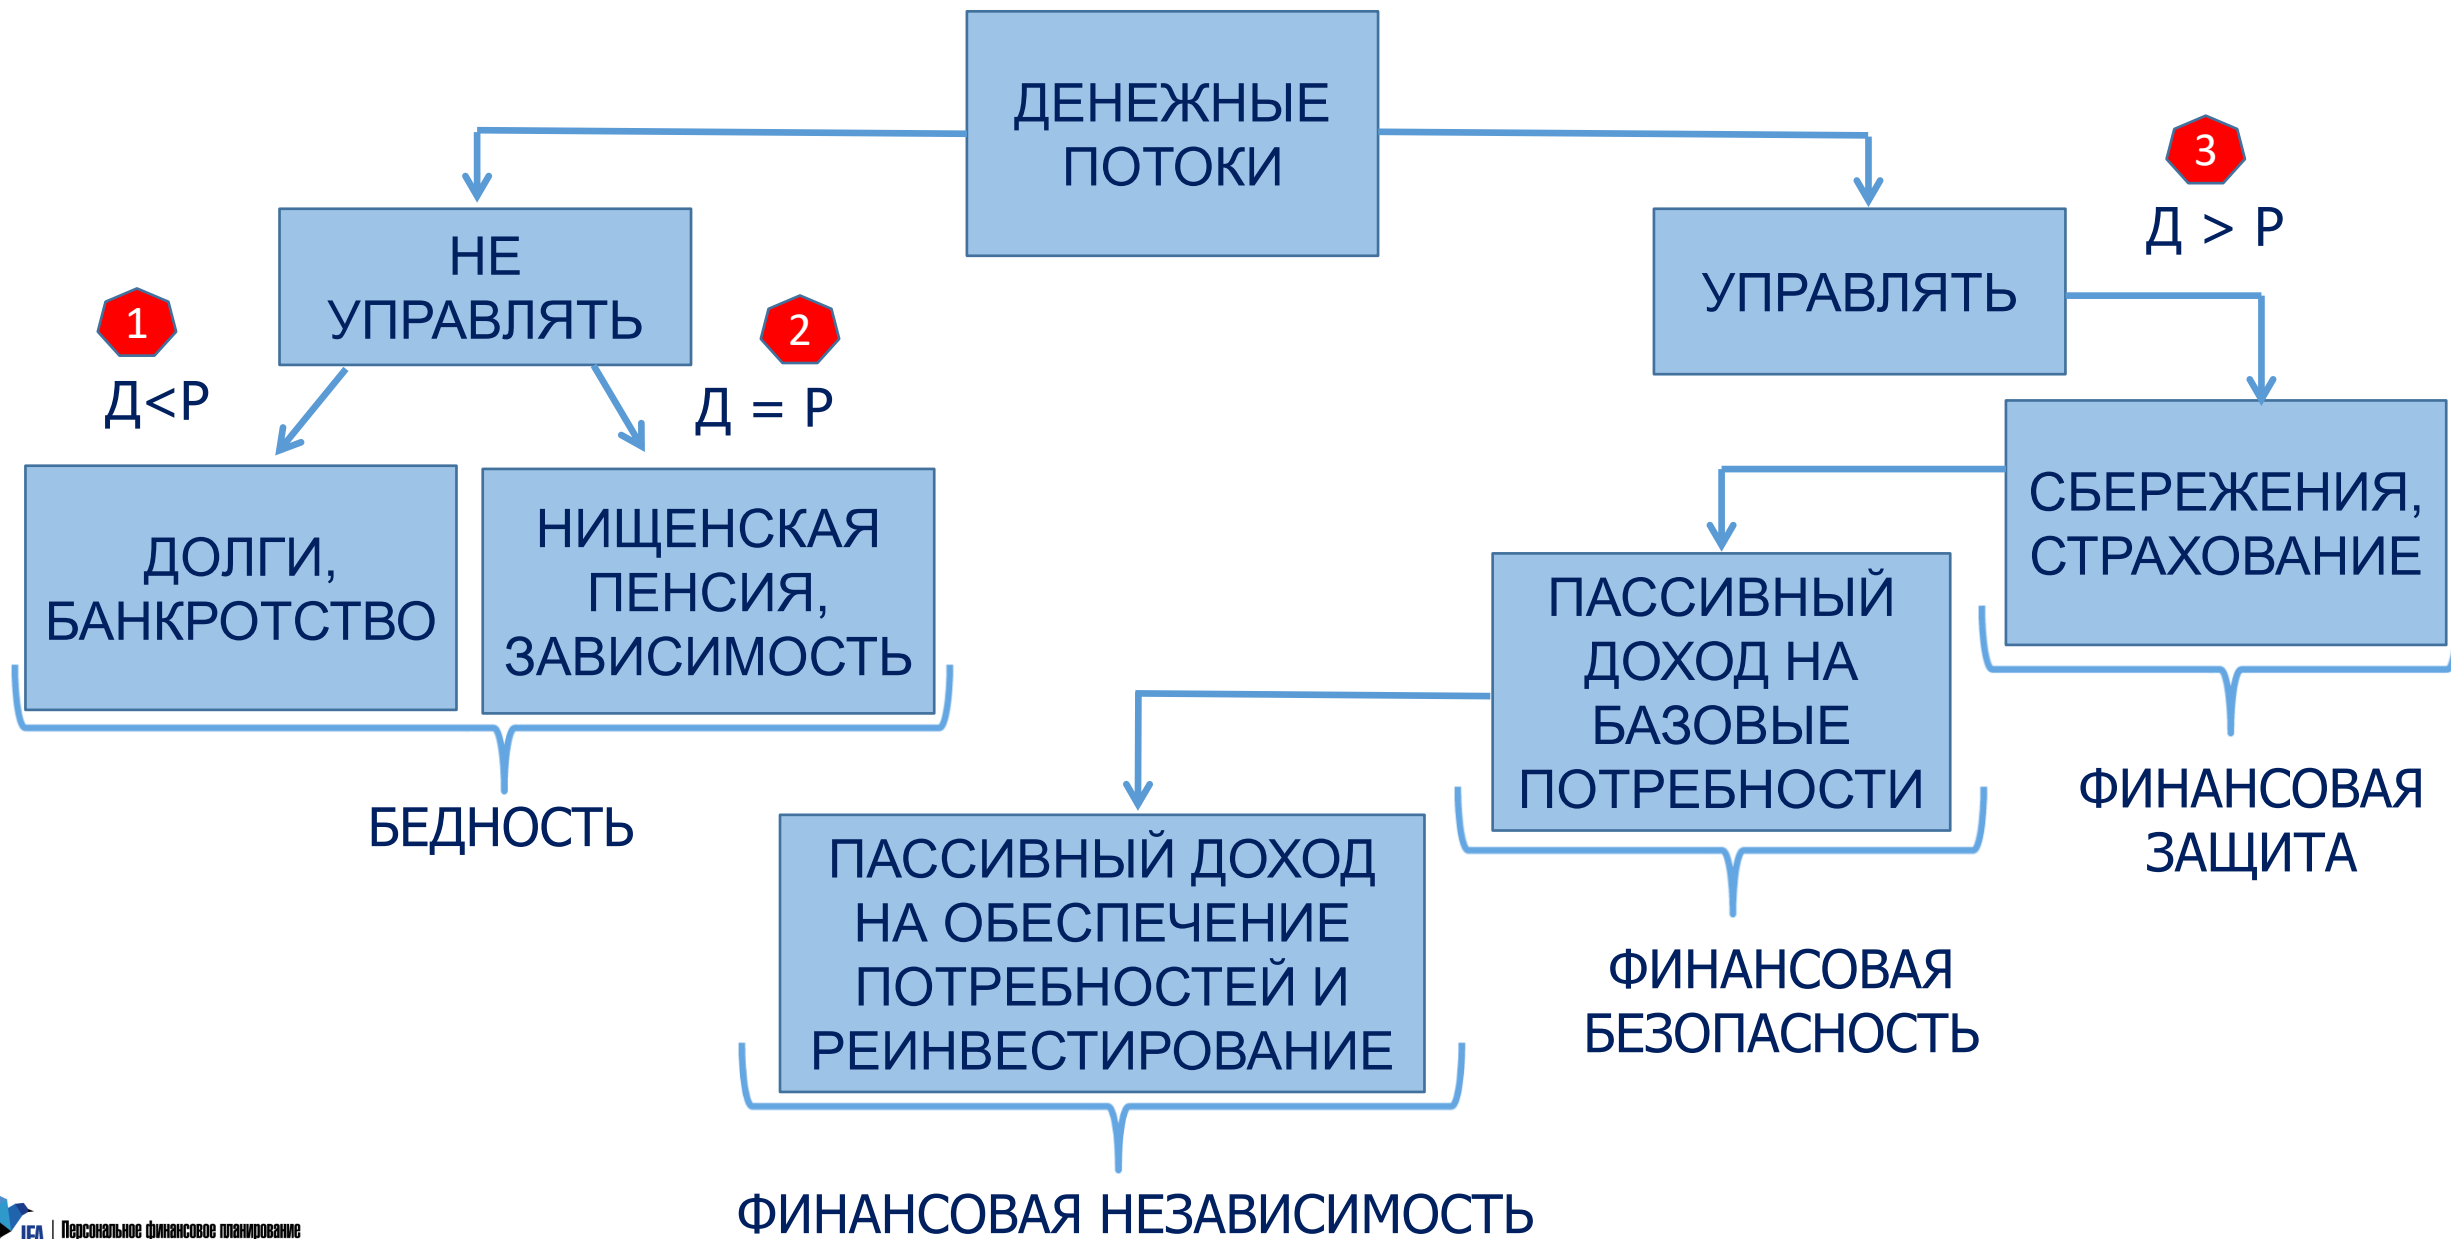 ДЕНЕЖНЫЕ
ПОТОКИ
НЕ
УПРАВЛЯТЬ
УПРАВЛЯТЬ
3
Д > Р
1
Д<Р
2
Д = Р
ДОЛГИ,
БАНКРОТСТВО
НИЩЕНСКАЯ
ПЕНСИЯ,
ЗАВИСИМОСТЬ
БЕДНОСТЬ
СБЕРЕЖЕНИЯ,
СТРАХОВАНИЕ
ФИНАНСОВАЯ
ЗАЩИТА
ПАССИВНЫЙ
ДОХОД НА
БАЗОВЫЕ
ПОТРЕБНОСТИ
ФИНАНСОВАЯ
БЕЗОПАСНОСТЬ
ПАССИВНЫЙ ДОХОД
НА ОБЕСПЕЧЕНИЕ
ПОТРЕБНОСТЕЙ И
РЕИНВЕСТИРОВАНИЕ
ФИНАНСОВАЯ НЕЗАВИСИМОСТЬ
IFA | Персональное финансовое планирование